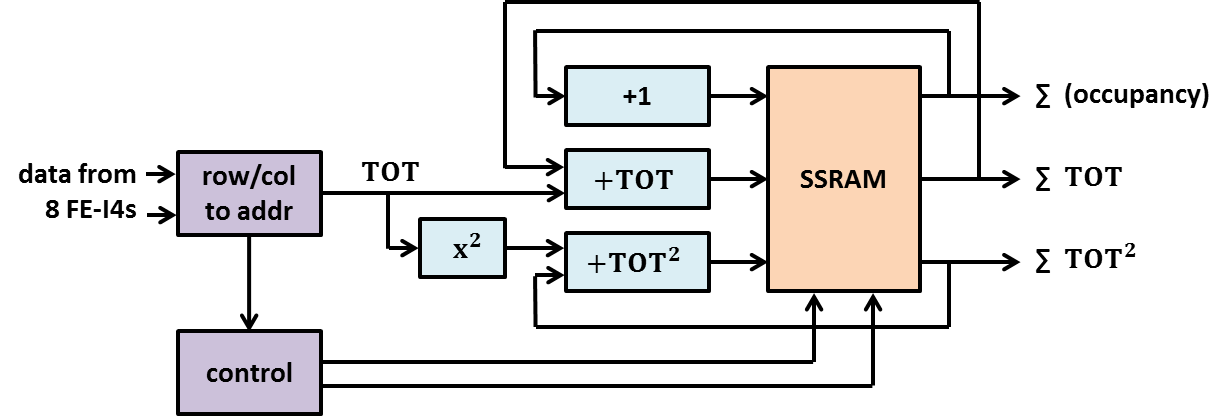 +1
∑ (occupancy)
data from
8 FE-I4s
row/col
to addr
TOT
+TOT
SSRAM
∑ TOT
x²
+TOT²
∑ TOT²
control